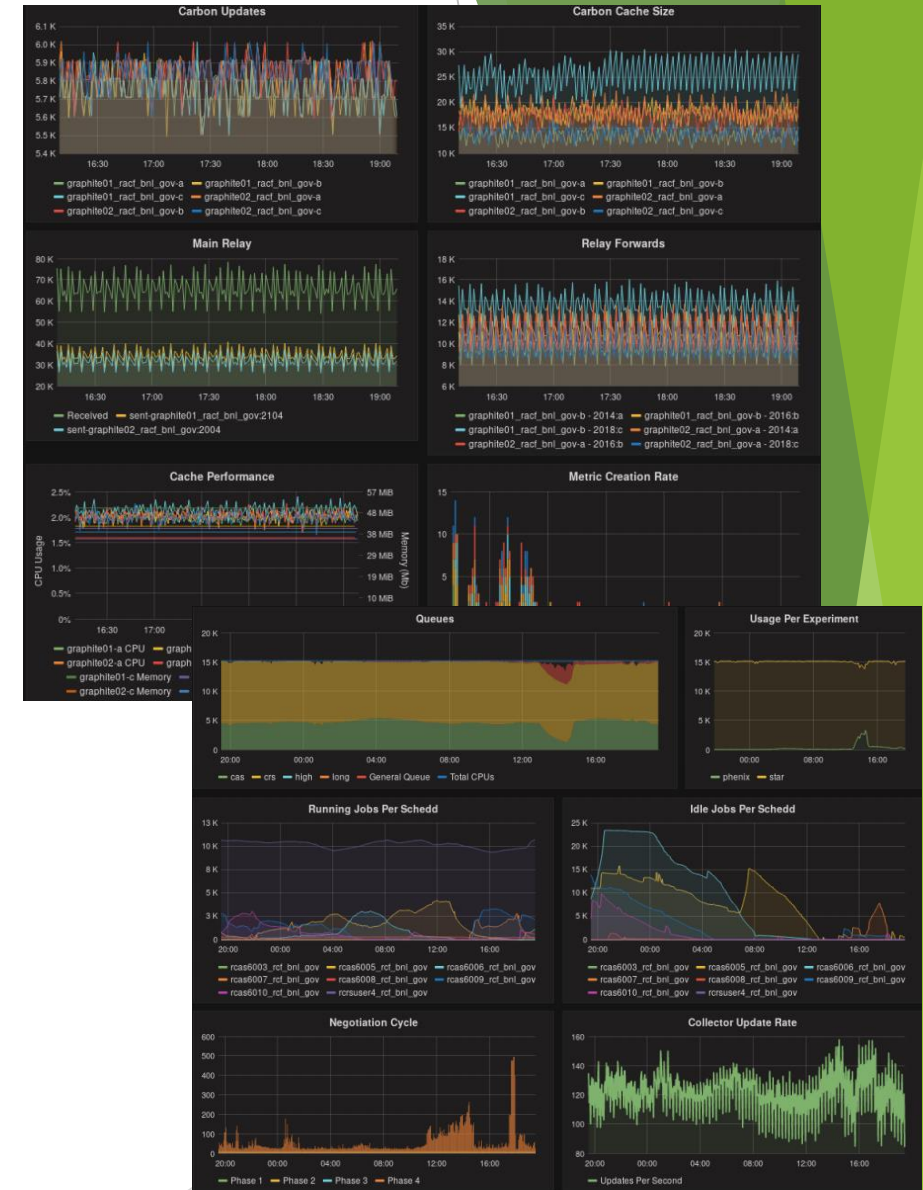 Carbon Updates
6.1 K
6.0 K
5.9 K
5.8 K
5.7 K
5.6 K
5.5 K
5.4 K
16:30 17:00 17:30 18:00 18:30 19:00
graphite01_racf_bnl_gov-a graphite01_racf_bnl_gov-b
graphite01_racf_bnl_gov-c graphite02_racf_bnl_gov-a
graphite02_racf_bnl_gov-b graphite02_racf_bnl_gov-c
Carbon Cache Size
35 K
30 K
25 K
20 K
15 K
10 K
16:30 17:00 17:30 18:00 18:30 19:00
graphite01_racf_bnl_gov-a graphite01_racf_bnl_gov-b
graphite01_racf_bnl_gov-c graphite02_racf_bnl_gov-a
graphite02_racf_bnl_gov-b graphite02_racf_bnl_gov-c
Main Relay
80 K
70 K
60 K
50 K
40 K
30 K
20 K
16:30 17:00 17:30 18:00 18:30 19:00
Received sent-graphite01_racf_bnl_gov:2104
sent-graphite02_racf_bnl_gov:2004
Relay Forwards
18 K
16 K
14 K
12 K
10 K
8 K
6 K
16:30 17:00 17:30 18:00 18:30 19:00
graphite01_racf_bnl_gov-b - 2014:a graphite01_racf_bnl_gov-b - 2016:b
graphite01_racf_bnl_gov-b - 2018:c graphite02_racf_bnl_gov-a - 2014:a
graphite02_racf_bnl_gov-a - 2016:b graphite02_racf_bnl_gov-a - 2018:c
Cache Performance
CPU Usage
2.5%
2.0%
1.5%
1.0%
0.5%
0%
57 MiB
48 MiB
38 MiB
29 MiB
19 MiB
10 MiB
Memory (Mb)
16:30 17:00
graphite01-a CPU graph
graphite02-a CPU graph
graphite01-c Memory
graphite02-c Memory
Metric Creation Rate
15
10
5
Queues
20 K
15 K
10 K
5 K
0
20:00 00:00 04:00 08:00 12:00 16:00
cas crs high long General Queue Total CPUs
Usage Per Experiment
20 K
15 K
10 K
5 K
0
00:00 08:00 16:00
phenix star
Running Jobs Per Schedd
13 K
10 K
8 K
5 K
3 K
0
20:00 00:00 04:00 08:00 12:00 16:00
rcas6003_rcf_bnl_gov rcas6005_rcf_bnl_gov rcas6006_rcf_bnl_gov
rcas6007_rcf_bnl_gov rcas6008_rcf_bnl_gov rcas6009_rcf_bnl_gov
rcas6010_rcf_bnl_gov rcrsuser4_rcf_bnl_gov
Idle Jobs Per Schedd
25 K
20 K
15 K
10 K
5 K
0
20:00 00:00 04:00 08:00 12:00 16:00
rcas6003_rcf_bnl_gov rcas6005_rcf_bnl_gov rcas6006_rcf_bnl_gov
rcas6007_rcf_bnl_gov rcas6008_rcf_bnl_gov rcas6009_rcf_bnl_gov
rcas6010_rcf_bnl_gov rcrsuser4_rcf_bnl_gov
Negotiation Cycle
600
500
400
300
200
100
0
20:00 00:00 04:00 08:00 12:00 16:00
Phase 1 Phase 2 Phase 3 Phase 4
Collector Update Rate
160
140
120
100
80
20:00 00:00 04:00 08:00 12:00 16:00
Updates Per Second